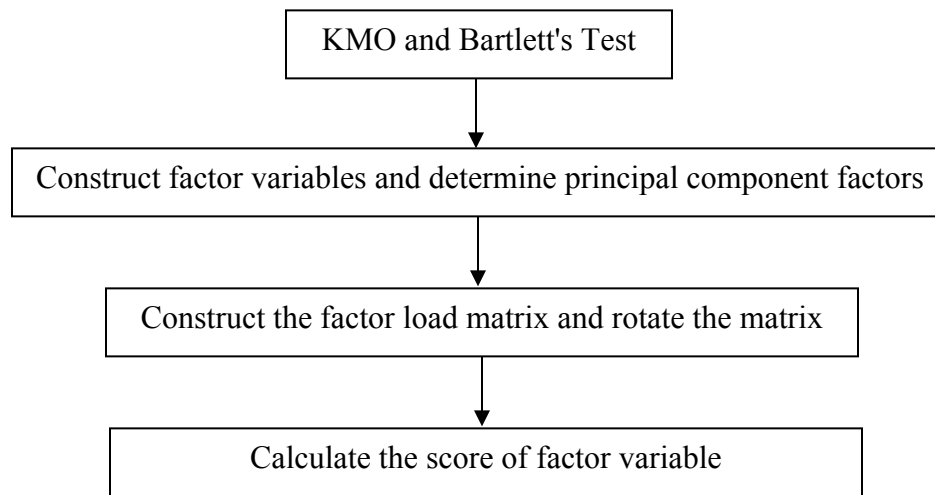 KMO and Bartlett's Test
Construct factor variables and determine principal component factors
Construct the factor load matrix and rotate the matrix
Calculate the score of factor variable